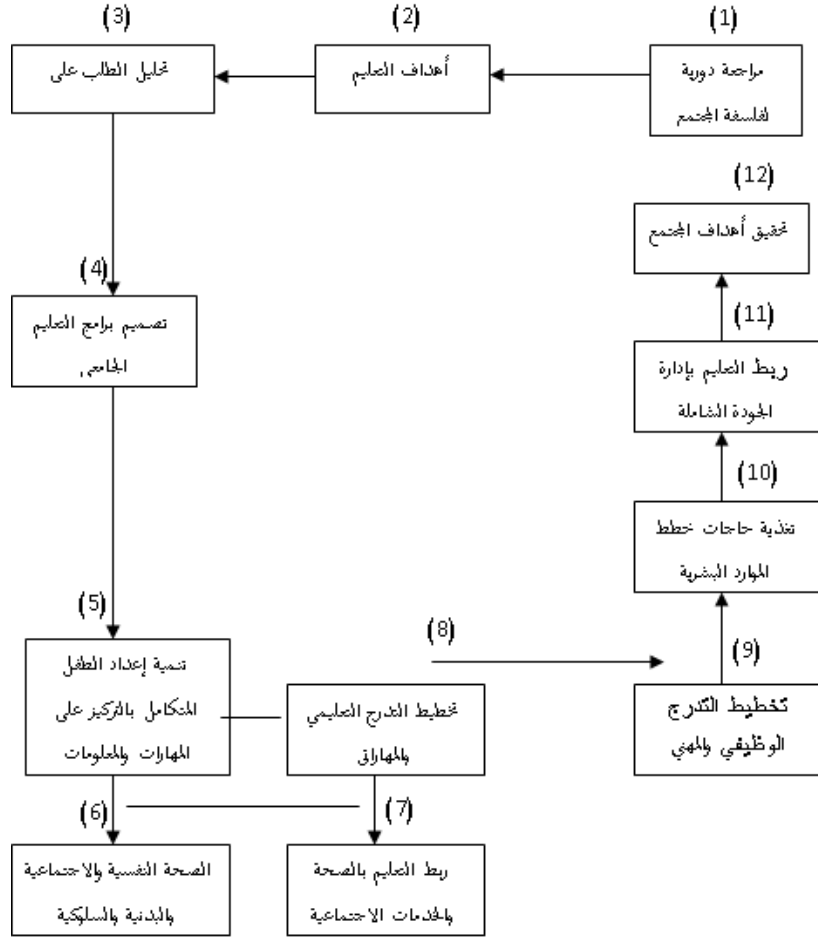 (1)
مراجعة دورية
لفلسفة المجتمع
(2)
أهداف التعليم
(3)
تحليل الطلب على
(4)
تصميم برامج التعليم
الجامعى
(5)
تنمية إعداد الطفل
المتكامل بالتركيز على
المهارات والمعلومات
(6)
الصحة النفسية والاجتماعية
والبدنية والسلوكية
تخطيط التدرج التعليمي
والمهاراتى
(7)
ربط التعليم بالصحة
والخدمات الاجتماعية
(8)
(9)
تخطيط التدرج
الوظيفي والمهني
(10)
تغذية حاجات خطط
الموارد البشرية
(11)
ربط التعليم بإدارة
الجودة الشاملة
(12)
تحقيق أهداف المجتمع